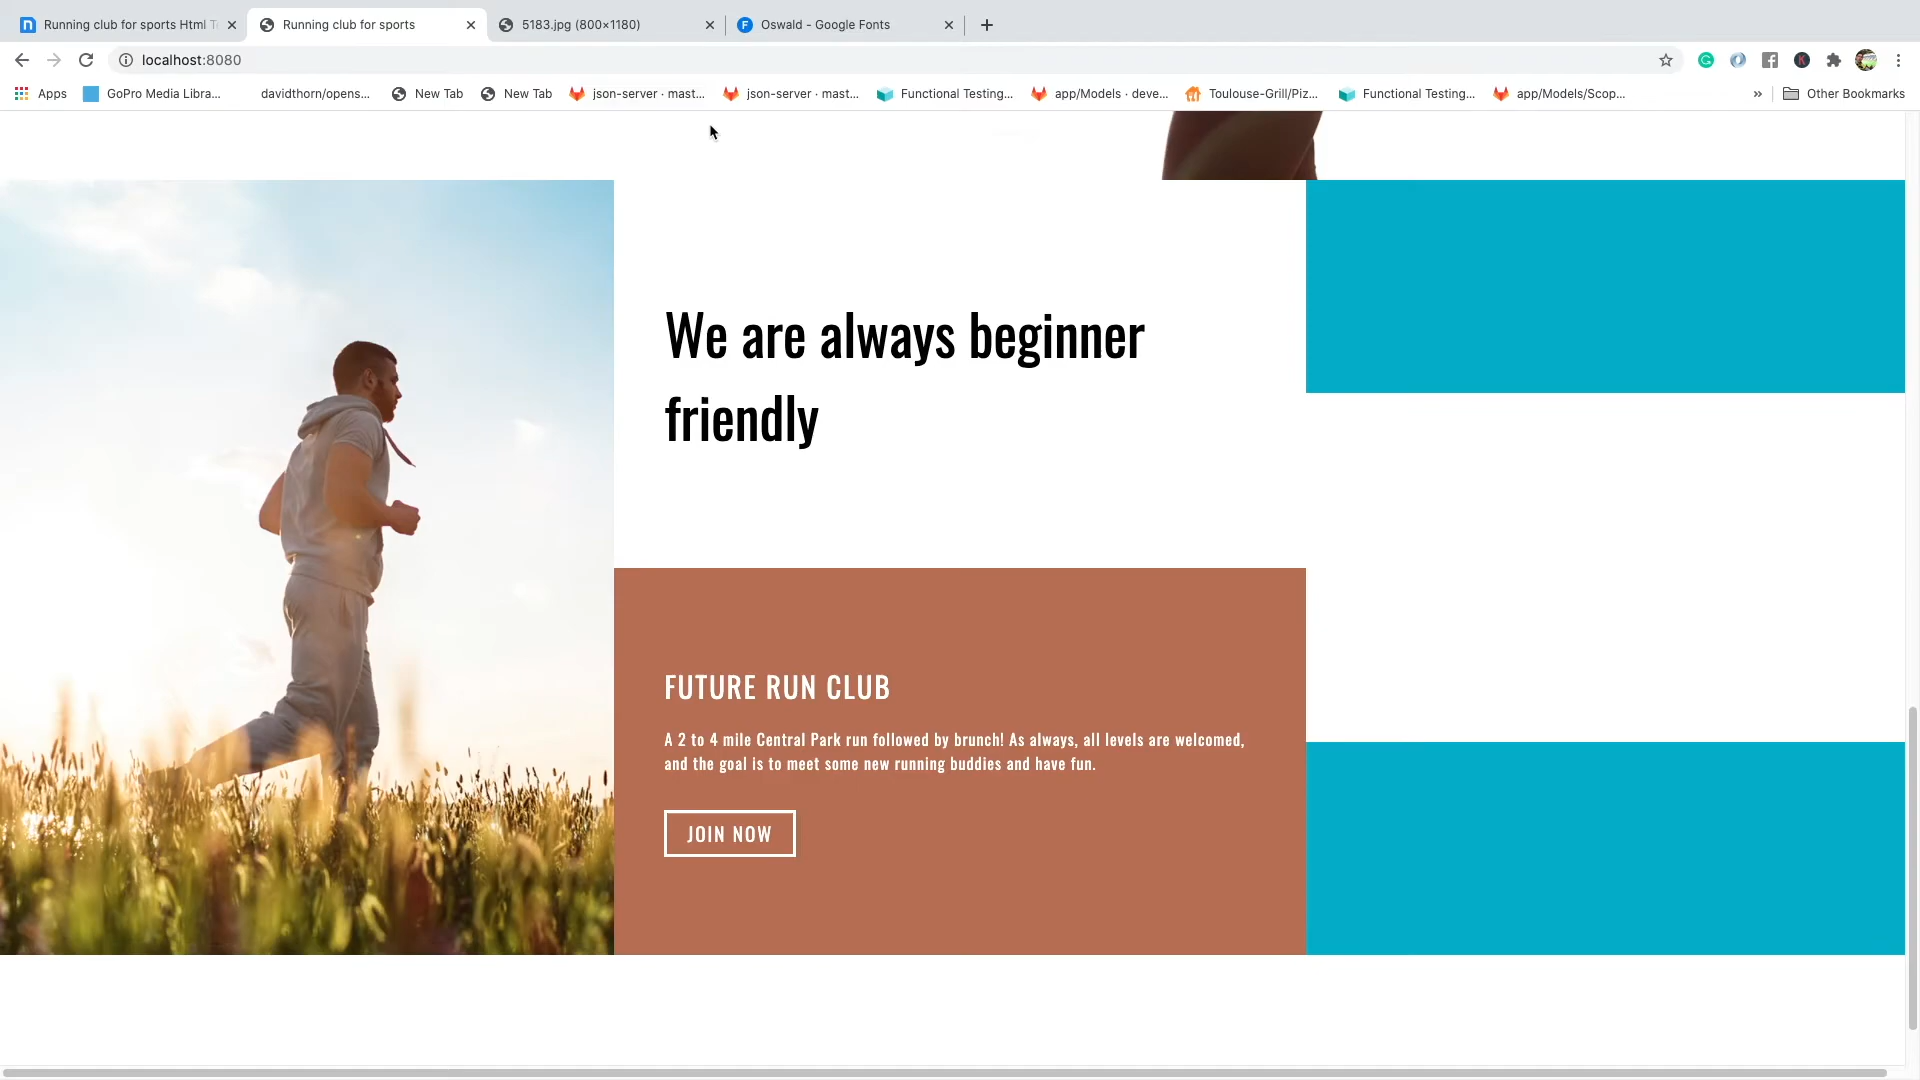 Running club for sports Html T
Running club for sports
5183.jpg (800×1180)
Oswald - Google Fonts
localhost:8080
Apps
GoPro Media Libra...
davidthorn/opens...
New Tab
New Tab
json-server · mast...
json-server · mast...
Functional Testing...
app/Models · deve...
Toulouse-Grill/Piz...
Functional Testing...
app/Models/Scop...
»
Other Bookmarks
We are always beginner
friendly
FUTURE RUN CLUB
A 2 to 4 mile Central Park run followed by brunch! As always, all levels are welcomed,
and the goal is to meet some new running buddies and have fun.
JOIN NOW